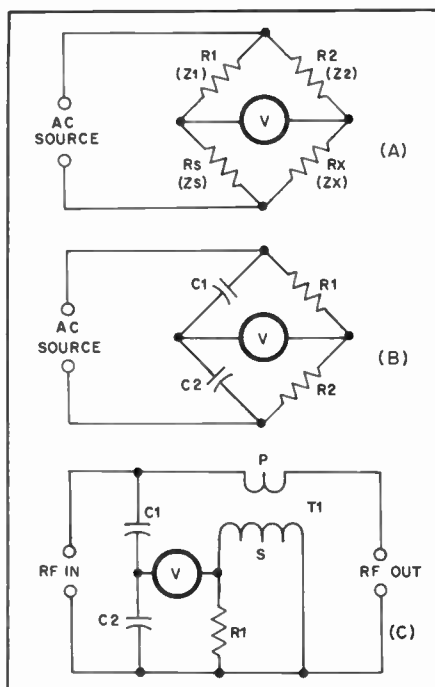 R1
(Z1)
R2
(Z2)
AC
SOURCE
V
(A)
RS
(ZS)
RX
(ZX)
C1
R1
AC
SOURCE
V
(B)
C2
R2
P
C1
T1
RF IN
V
S
RF OUT
C2
R1
(C)